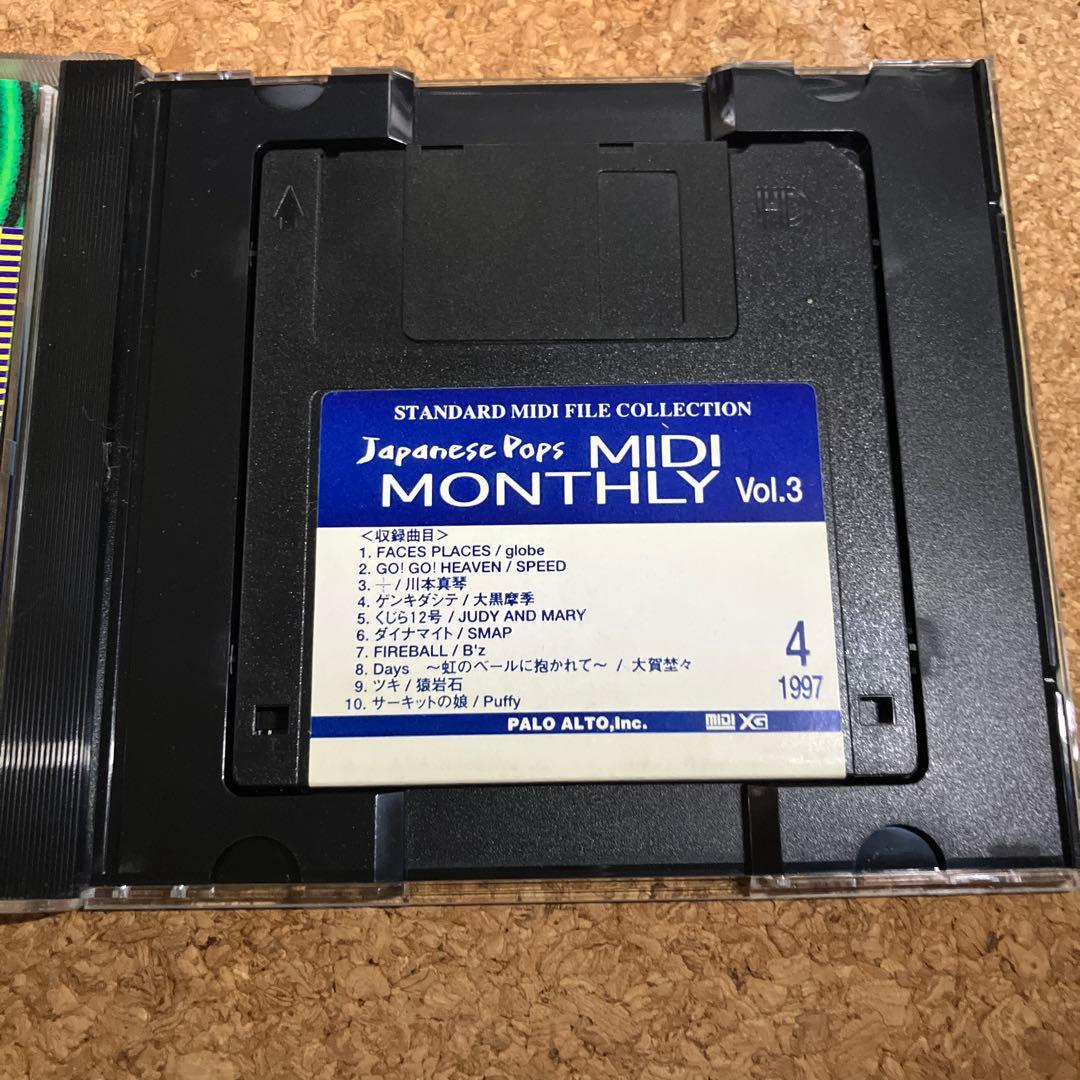 HD
STANDARD MIDI FILE COLLECTION
Japanese Pops MIDI
MONTHLY Vol.3
<収録曲目>
1. FACES PLACES / globe
2. GO! GO! HEAVEN / SPEED
3. ÷ / 川本真琴
4. ゲンキダシテ / 大黒摩季
5. くじら12号 / JUDY AND MARY
6. ダイナマイト / SMAP
7. FIREBALL / B'z
8. Days ～虹のベールに抱かれて～ / 大賀埜々
9. ツキ / 猿岩石
10. サーキットの娘 / Puffy
4
1997
PALO ALTO,Inc. MIDI XG